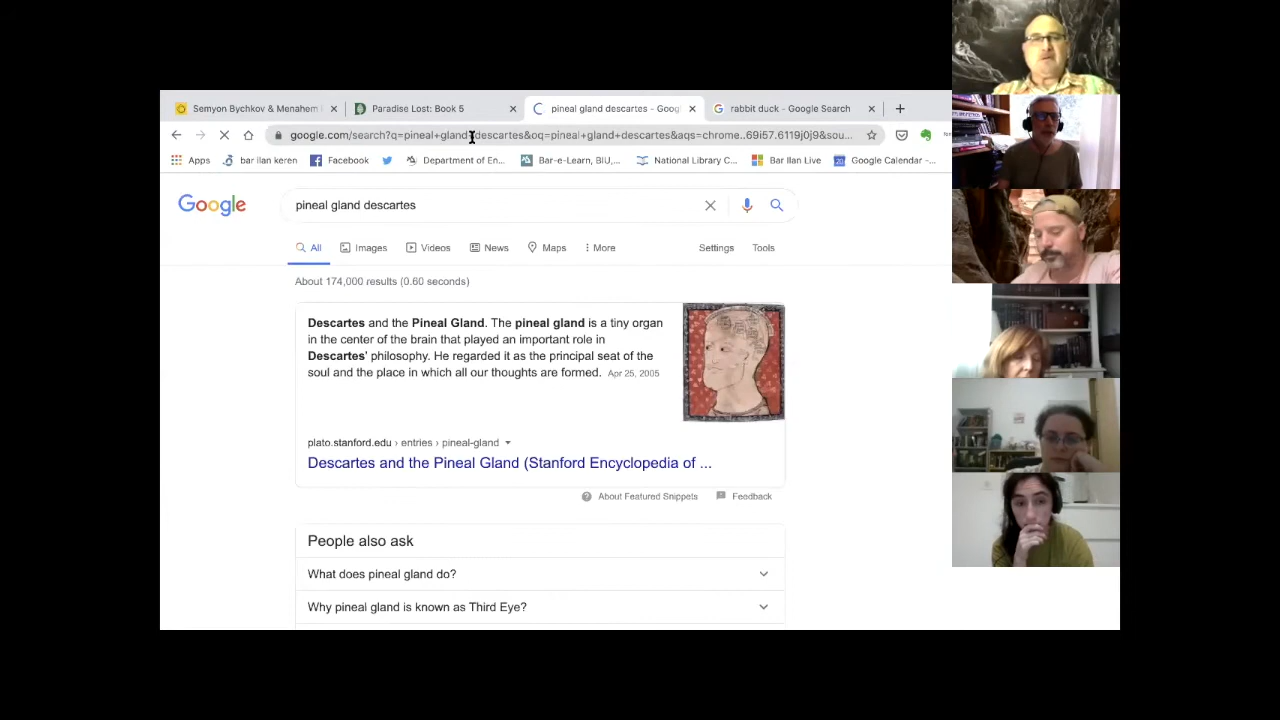 Semyon Bychkov & Menahem
Paradise Lost: Book 5
pineal gland descartes - Goog
rabbit duck - Google Search
google.com/search?q=pineal+gland+descartes&oq=pineal+gland+descartes&aqs=chrome..69i57.6119j0j9&sou...
Apps
bar ilan keren
Facebook
Department of En...
Bar-e-Learn, BIU,...
National Library C...
Bar Ilan Live
Google Calendar -...
Google
pineal gland descartes
All
Images
Videos
News
Maps
More
Settings
Tools
About 174,000 results (0.60 seconds)
Descartes and the Pineal Gland. The pineal gland is a tiny organ
in the center of the brain that played an important role in
Descartes' philosophy. He regarded it as the principal seat of the
soul and the place in which all our thoughts are formed. Apr 25, 2005
plato.stanford.edu › entries › pineal-gland
Descartes and the Pineal Gland (Stanford Encyclopedia of ...
About Featured Snippets
Feedback
People also ask
What does pineal gland do?
Why pineal gland is known as Third Eye?